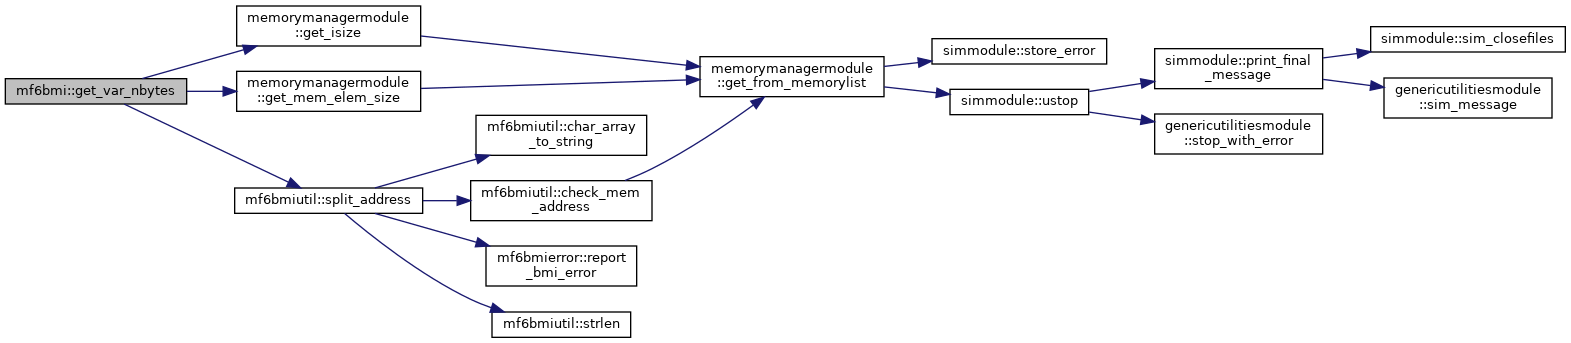 mf6bmi::get_var_nbytes
memorymanagermodule
::get_isize
memorymanagermodule
::get_mem_elem_size
mf6bmiutil::split_address
mf6bmiutil::char_array
_to_string
mf6bmiutil::check_mem
_address
mf6bmierror::report
_bmi_error
mf6bmiutil::strlen
memorymanagermodule
::get_from_memorylist
simmodule::store_error
simmodule::ustop
simmodule::print_final
_message
genericutilitiesmodule
::stop_with_error
simmodule::sim_closefiles
genericutilitiesmodule
::sim_message